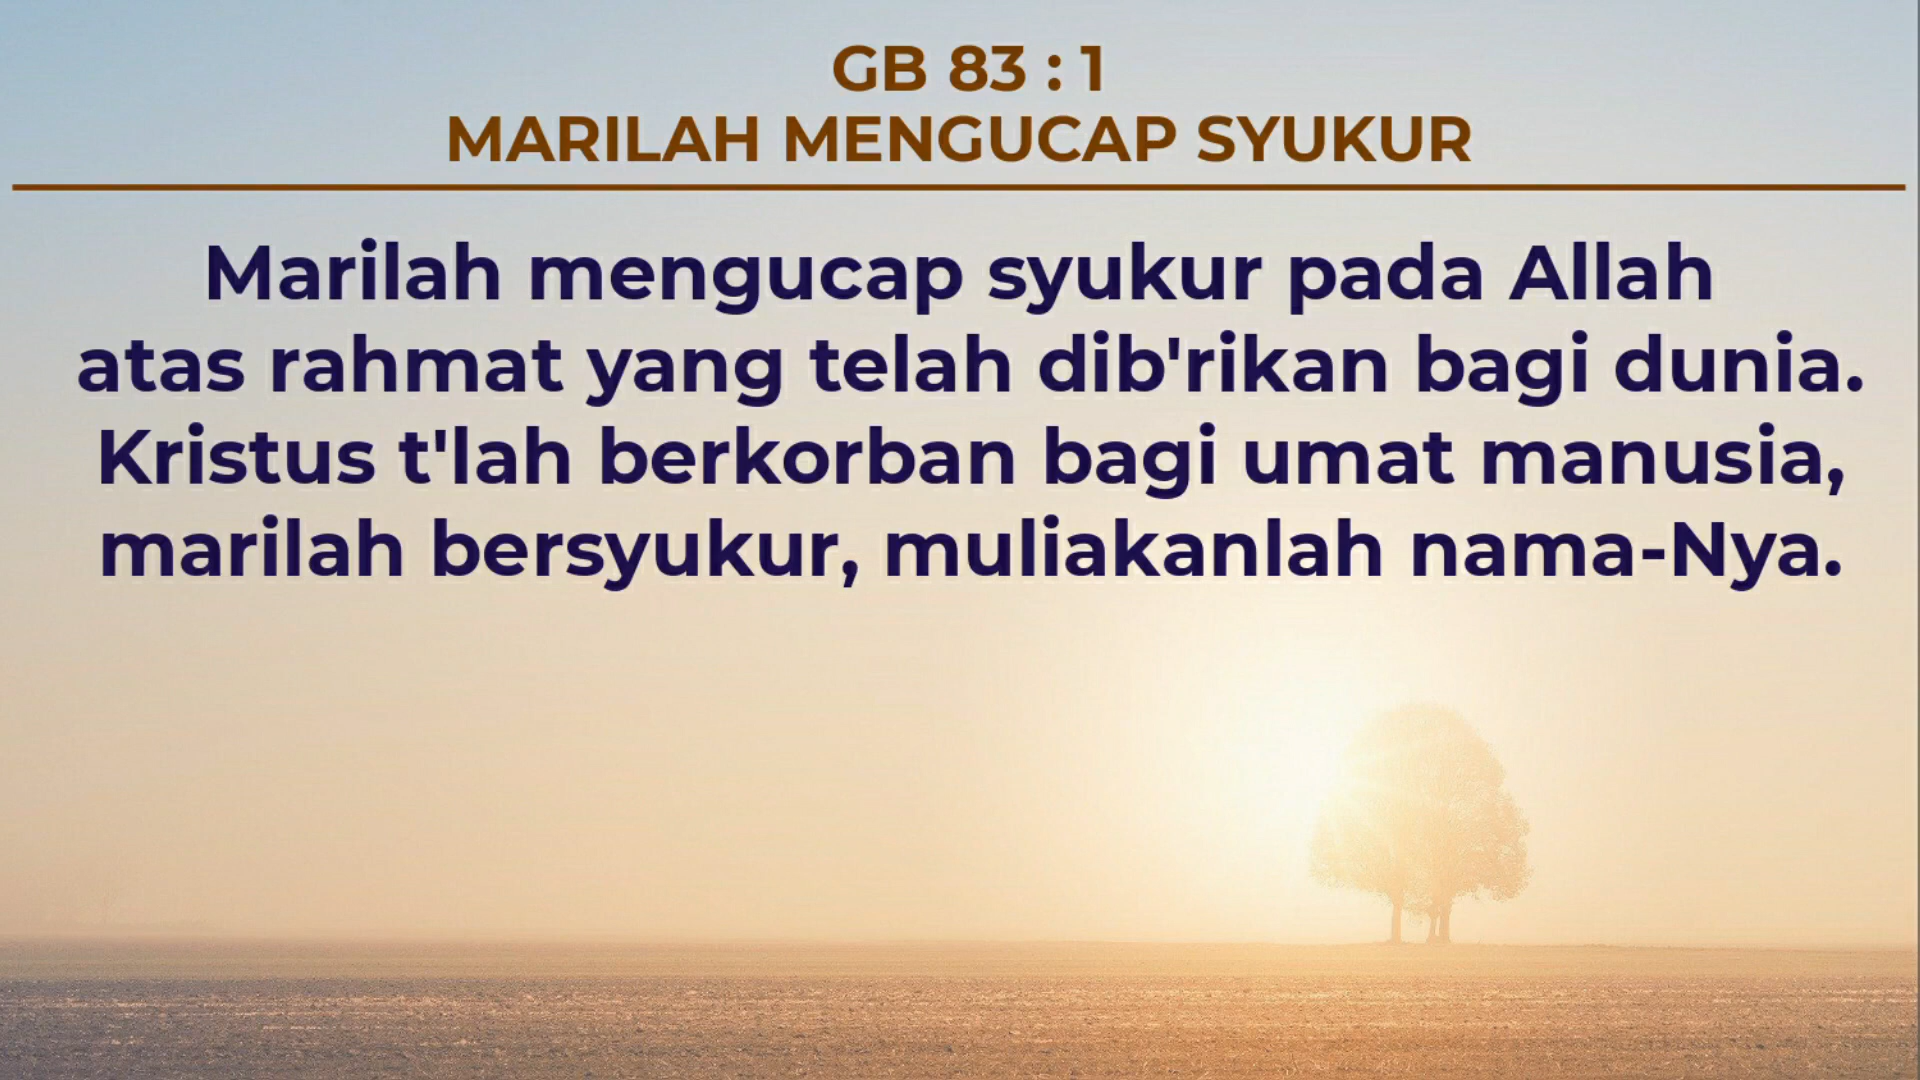 GB 83 : 1
MARILAH MENGUCAP SYUKUR
Marilah mengucap syukur pada Allah
atas rahmat yang telah dib'rikan bagi dunia.
Kristus t'lah berkorban bagi umat manusia,
marilah bersyukur, muliakanlah nama-Nya.